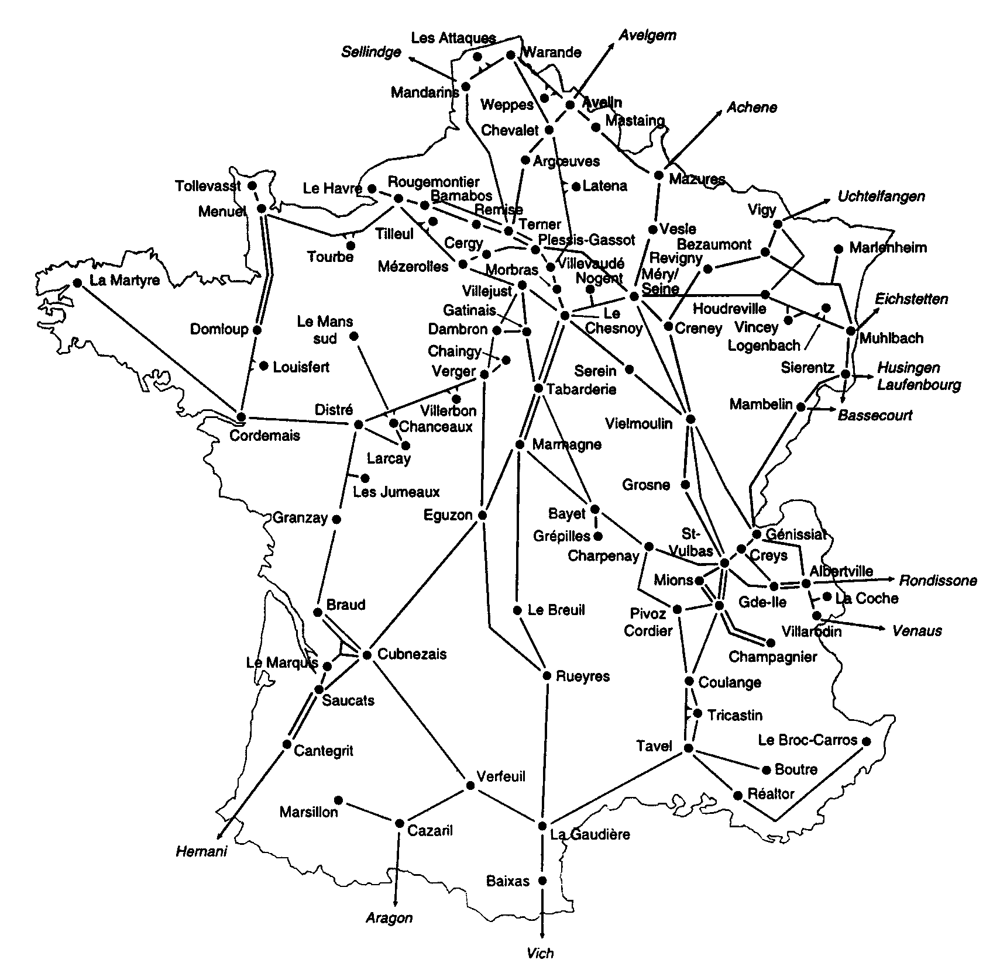 Les Attaques
Avelgem
Sellindge
Warande
Mandarins
Weppes
Avelin
Achene
Mastaing
Chevalet
Argœuves
Mazures
Tollevasst
Le Havre
Rougemontier
Latena
Barnabos
Uchtelfangen
Menuel
Remise
Vigy
Terner
Vesle
Tilleul
Cergy
Plessis-Gassot
Bezaumont
Marlenheim
Tourbe
Revigny
Mézerolles
Morbras
Villevaudé
Nogent
Méry/
Seine
La Martyre
Villejust
Gatinais
Houdreville
Eichstetten
Le Mans
sud
Domloup
Dambron
Le
Chesnoy
Creney
Vincey
Logenbach
Muhlbach
Chaingy
Louisfert
Verger
Serein
Sierentz
Husingen
Laufenbourg
Tabarderie
Distré
Villerbon
Mambelin
Bassecourt
Cordemais
Chanceaux
Vielmoulin
Larcay
Marmagne
Les Jumeaux
Grosne
Granzay
Eguzon
Bayet
Grépilles
St-
Vulbas
Génissiat
Charpenay
Creys
Mions
Albertville
Rondissone
Braud
Le Breuil
Pivoz
Cordier
Gde-Ile
La Coche
Villarodin
Venaus
Le Marquis
Cubnezais
Champagnier
Rueyres
Coulange
Saucats
Tricastin
Cantegrit
Tavel
Le Broc-Carros
Boutre
Verfeuil
Marsillon
Réaltor
Cazaril
La Gaudière
Hernani
Baixas
Aragon
Vich